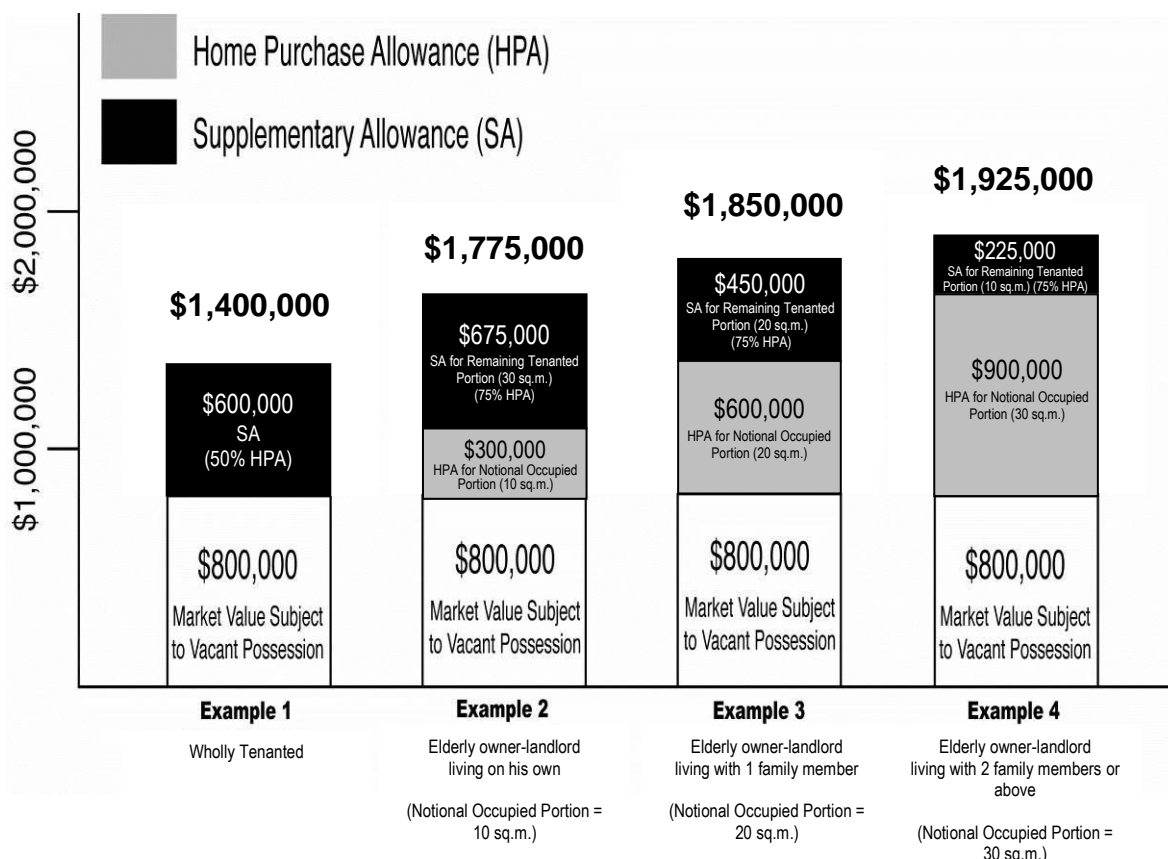 Home Purchase Allowance (HPA)
Supplementary Allowance (SA)
$2,000,000
$1,000,000
$1,400,000
$600,000
SA
(50% HPA)
$800,000
Market Value Subject
to Vacant Possession
Example 1
Wholly Tenanted
$1,775,000
$675,000
SA for Remaining Tenanted
Portion (30 sq.m.)
(75% HPA)
$300,000
HPA for Notional Occupied
Portion (10 sq.m.)
$800,000
Market Value Subject
to Vacant Possession
Example 2
Elderly owner-landlord
living on his own
(Notional Occupied Portion =
10 sq.m.)
$1,850,000
$450,000
SA for Remaining Tenanted
Portion (20 sq.m.)
(75% HPA)
$600,000
HPA for Notional Occupied
Portion (20 sq.m.)
$800,000
Market Value Subject
to Vacant Possession
Example 3
Elderly owner-landlord
living with 1 family member
(Notional Occupied Portion =
20 sq.m.)
$1,925,000
$225,000
SA for Remaining Tenanted
Portion (10 sq.m.) (75% HPA)
$900,000
HPA for Notional Occupied
Portion (30 sq.m.)
$800,000
Market Value Subject
to Vacant Possession
Example 4
Elderly owner-landlord
living with 2 family members or
above
(Notional Occupied Portion =
30 sq.m.)